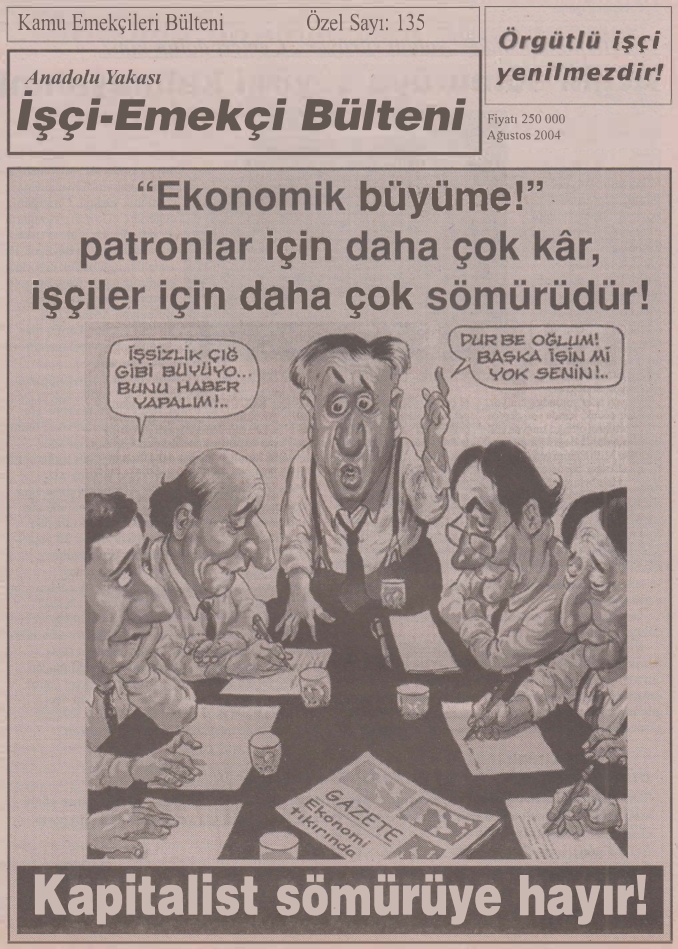 Kamu Emekçileri Bülteni Özel Sayı: 135
Örgütlü işçi
yenilmezdir!
Anadolu Yakası
İşçi-Emekçi Bülteni
Fiyatı 250 000
Ağustos 2004
“Ekonomik büyüme!”
patronlar için daha çok kâr,
işçiler için daha çok sömürüdür!
İŞSİZLİK ÇIĞ
GİBİ BÜYÜYO...
BUNU HABER
YAPALIM!..
DUR BE OĞLUM!
BAŞKA İŞİN Mİ
YOK SENİN!..
GAZETE
Ekonomi
tıkır'ında
Kapitalist sömürüye hayır!